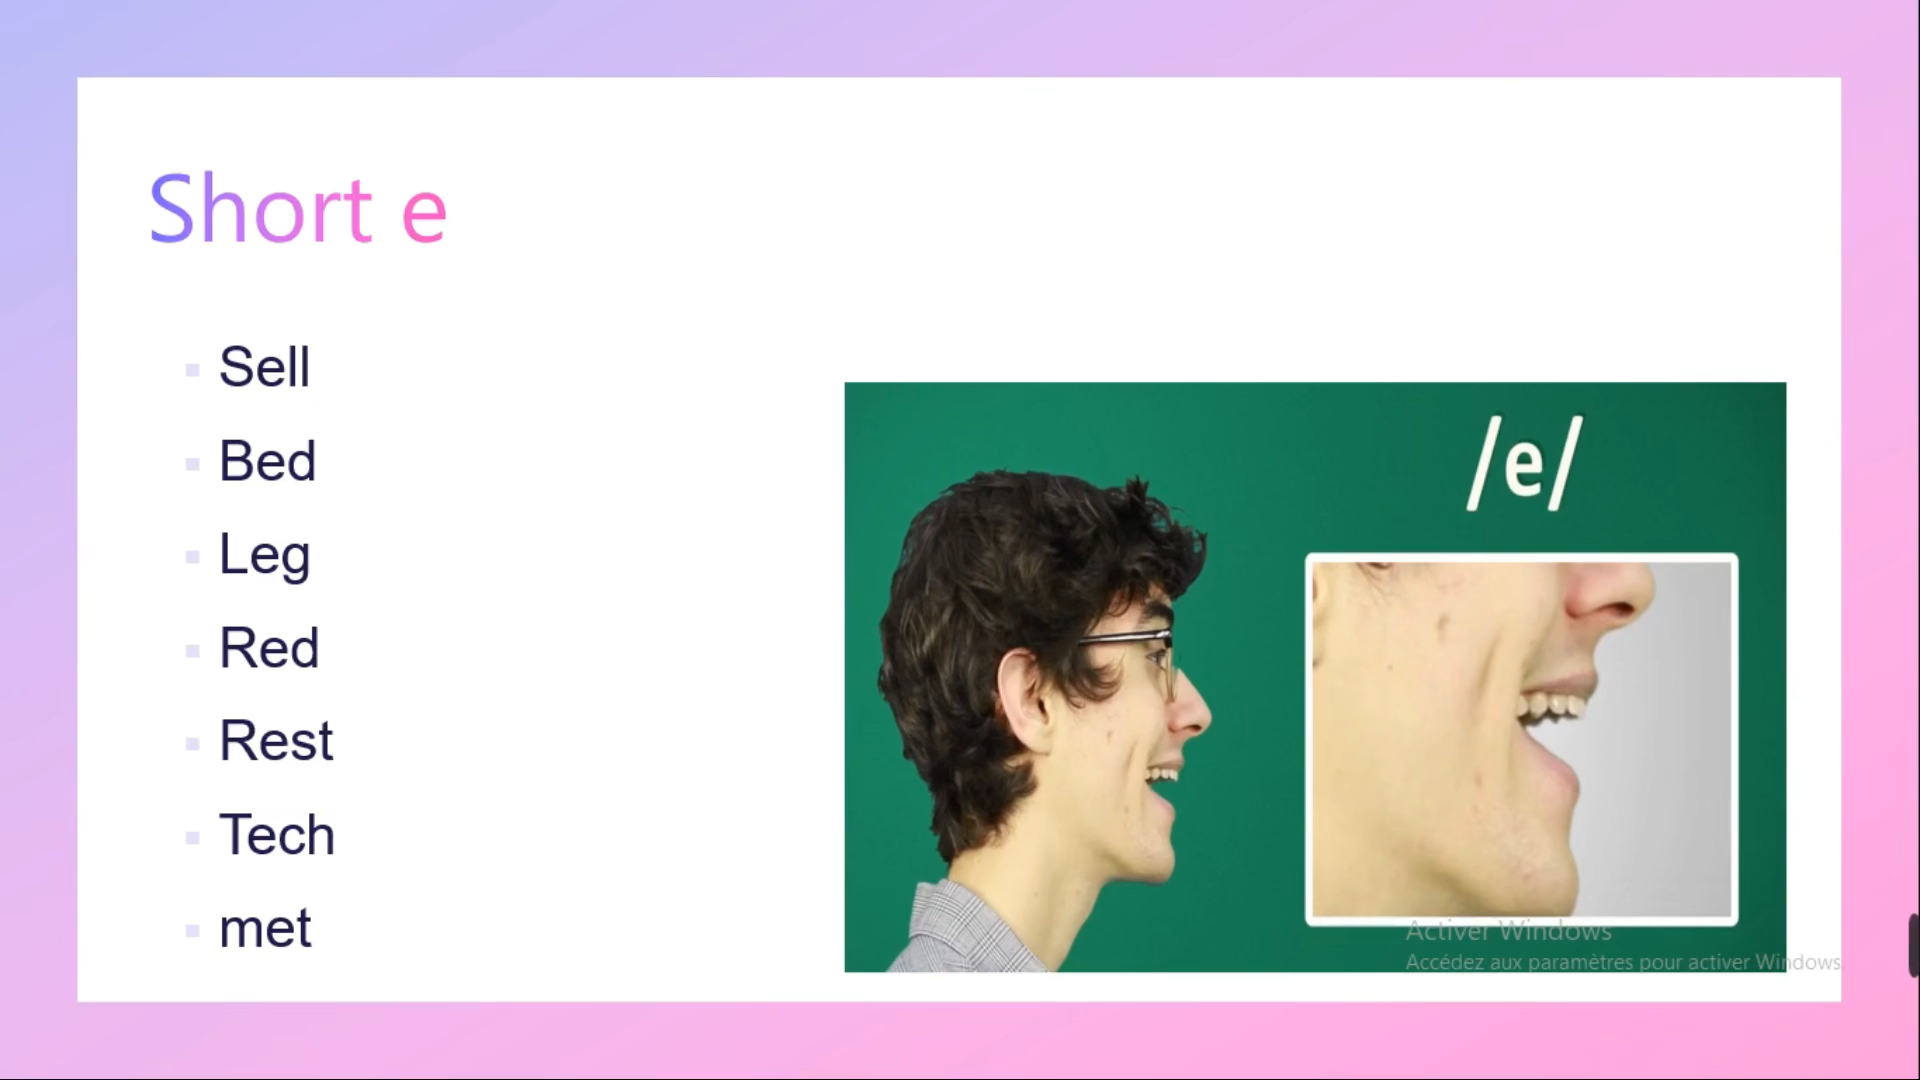 Short e
Sell
Bed
Leg
Red
Rest
Tech
met
/e/
Activer Windows
Accédez aux paramètres pour activer Windows.